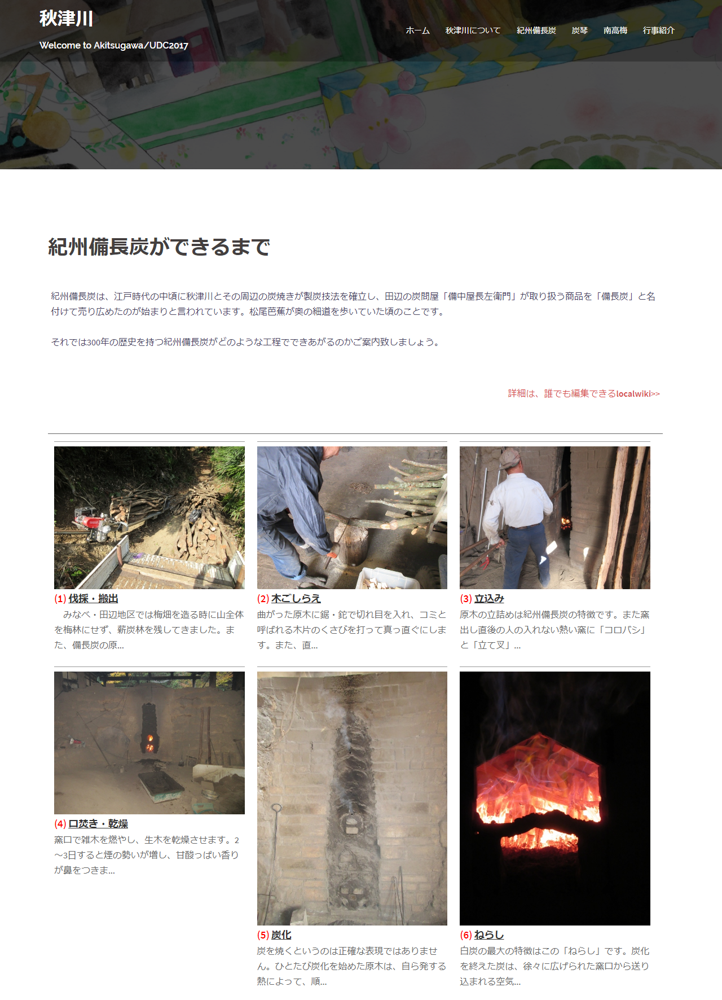 秋津川
Welcome to Akitsugawa/UDC2017
ホーム 秋津川について 紀州備長炭 炭琴 南高梅 行事紹介
紀州備長炭ができるまで
紀州備長炭は、江戸時代の中頃に秋津川とその周辺の炭焼きが製炭技法を確立し、田辺の炭問屋「備中屋長左衛門」が取り扱う商品を「備長炭」と名
付けて売り広めたのが始まりと言われています。松尾芭蕉が奥の細道を歩いていた頃のことです。
それでは300年の歴史を持つ紀州備長炭がどのような工程でできあがるのかご案内致しましょう。
詳細は、誰でも編集できるlocalwiki>>
(1) 伐採・搬出
みなべ・田辺地区では梅畑を造る時に山全体
を梅林にせず、薪炭林を残してきました。ま
た、備長炭の原...
(2) 木ごしらえ
曲がった原木に鋸・鉈で切れ目を入れ、コミと
呼ばれる木片のくさびを打って真っ直ぐにしま
す。また、直...
(3) 立込み
原木の立詰めは紀州備長炭の特徴です。また窯
出し直後の人の入れない熱い窯に「コロバシ」
と「立て叉」...
(4) 口焚き・乾燥
窯口で雑木を燃やし、生木を乾燥させます。2
～3日すると煙の勢いが増し、甘酸っぱい香り
が鼻をつきま...
(5) 炭化
炭を焼くというのは正確な表現ではありませ
ん。ひとたび炭化を始めた原木は、自ら発する
熱によって、順...
(6) ねらし
白炭の最大の特徴はこの「ねらし」です。炭化
を終えた炭は、徐々に広げられた窯口から送り
込まれる空気...